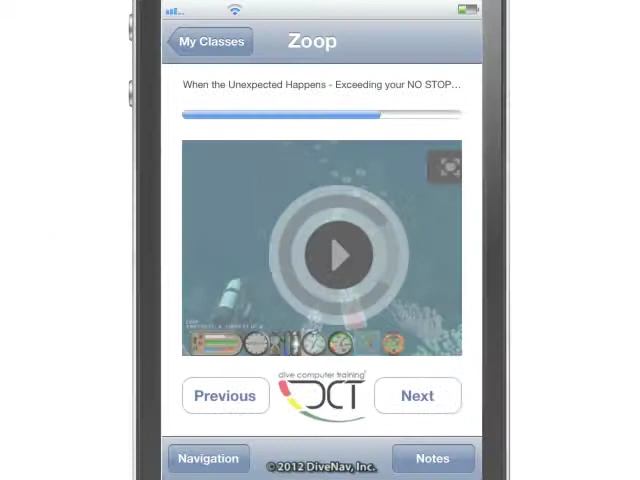 My Classes
Zoop
When the Unexpected Happens - Exceeding your NO STOP...
Previous
dive computer training
DCT
Next
Navigation
©2012 DiveNav, Inc.
Notes